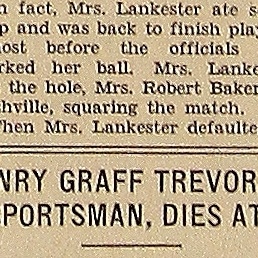 n fact, Mrs. Lankester ate s
p and was back to finish play
ost before the officials
rked her ball. Mrs. Lanke
the hole, Mrs. Robert Baker
hville, squaring the match.
hen Mrs. Lankester defaulte
NRY GRAFF TREVOR
PORTSMAN, DIES AT